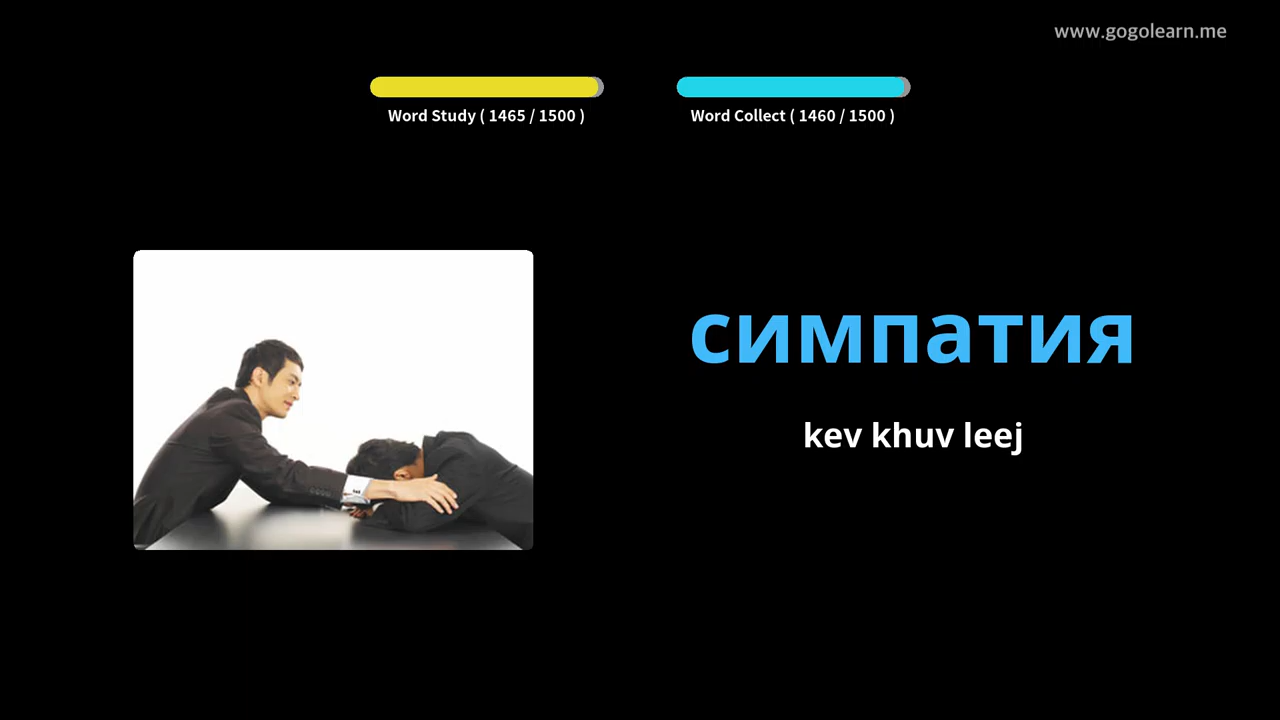 www.gogolearn.me
Word Study ( 1465 / 1500 )
Word Collect ( 1460 / 1500 )
симпатия
kev khuv leej